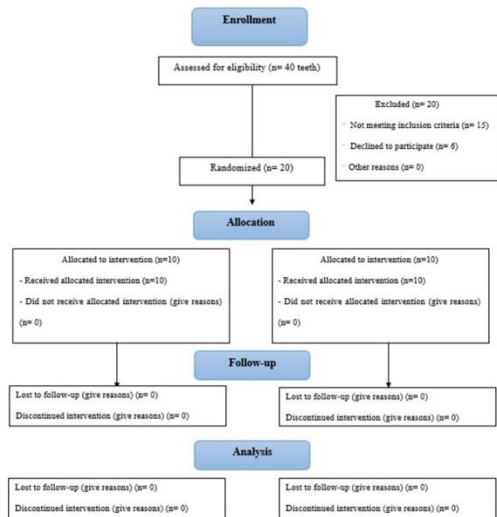 Enrollment
Assessed for eligibility (n= 40 teeth)
Excluded (n= 20)
· Not meeting inclusion criteria (n= 15)
· Declined to participate (n= 6)
· Other reasons (n= 0)
Randomized (n= 20)
Allocation
Allocated to intervention (n=10)
- Received allocated intervention (n=10)
- Did not receive allocated intervention (give reasons)
(n= 0)
Allocated to intervention (n=10)
- Received allocated intervention (n=10)
- Did not receive allocated intervention (give reasons)
(n= 0)
Follow-up
Lost to follow-up (give reasons) (n= 0)
Discontinued intervention (give reasons) (n= 0)
Lost to follow-up (give reasons) (n= 0)
Discontinued intervention (give reasons) (n= 0)
Analysis
Lost to follow-up (give reasons) (n= 0)
Discontinued intervention (give reasons) (n= 0)
Lost to follow-up (give reasons) (n= 0)
Discontinued intervention (give reasons) (n= 0)